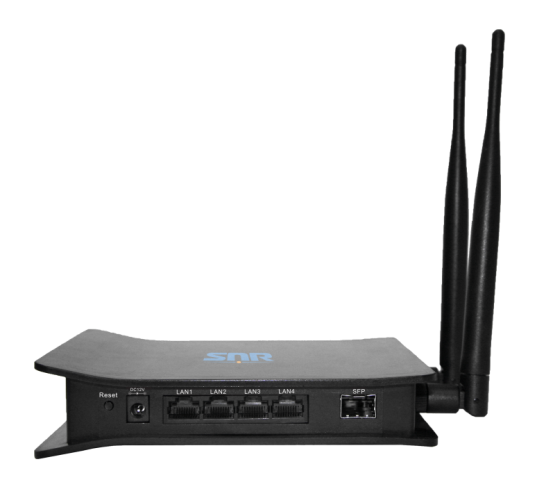 SNR
Reset
DC12V
LAN1 LAN2 LAN3 LAN4
SFP